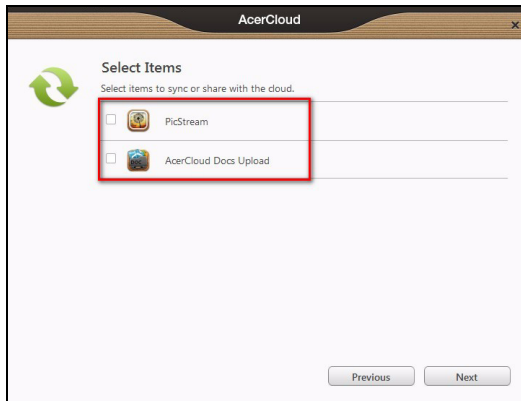 AcerCloud
Select Items
Select items to sync or share with the cloud.
PicStream
AcerCloud Docs Upload
Previous
Next